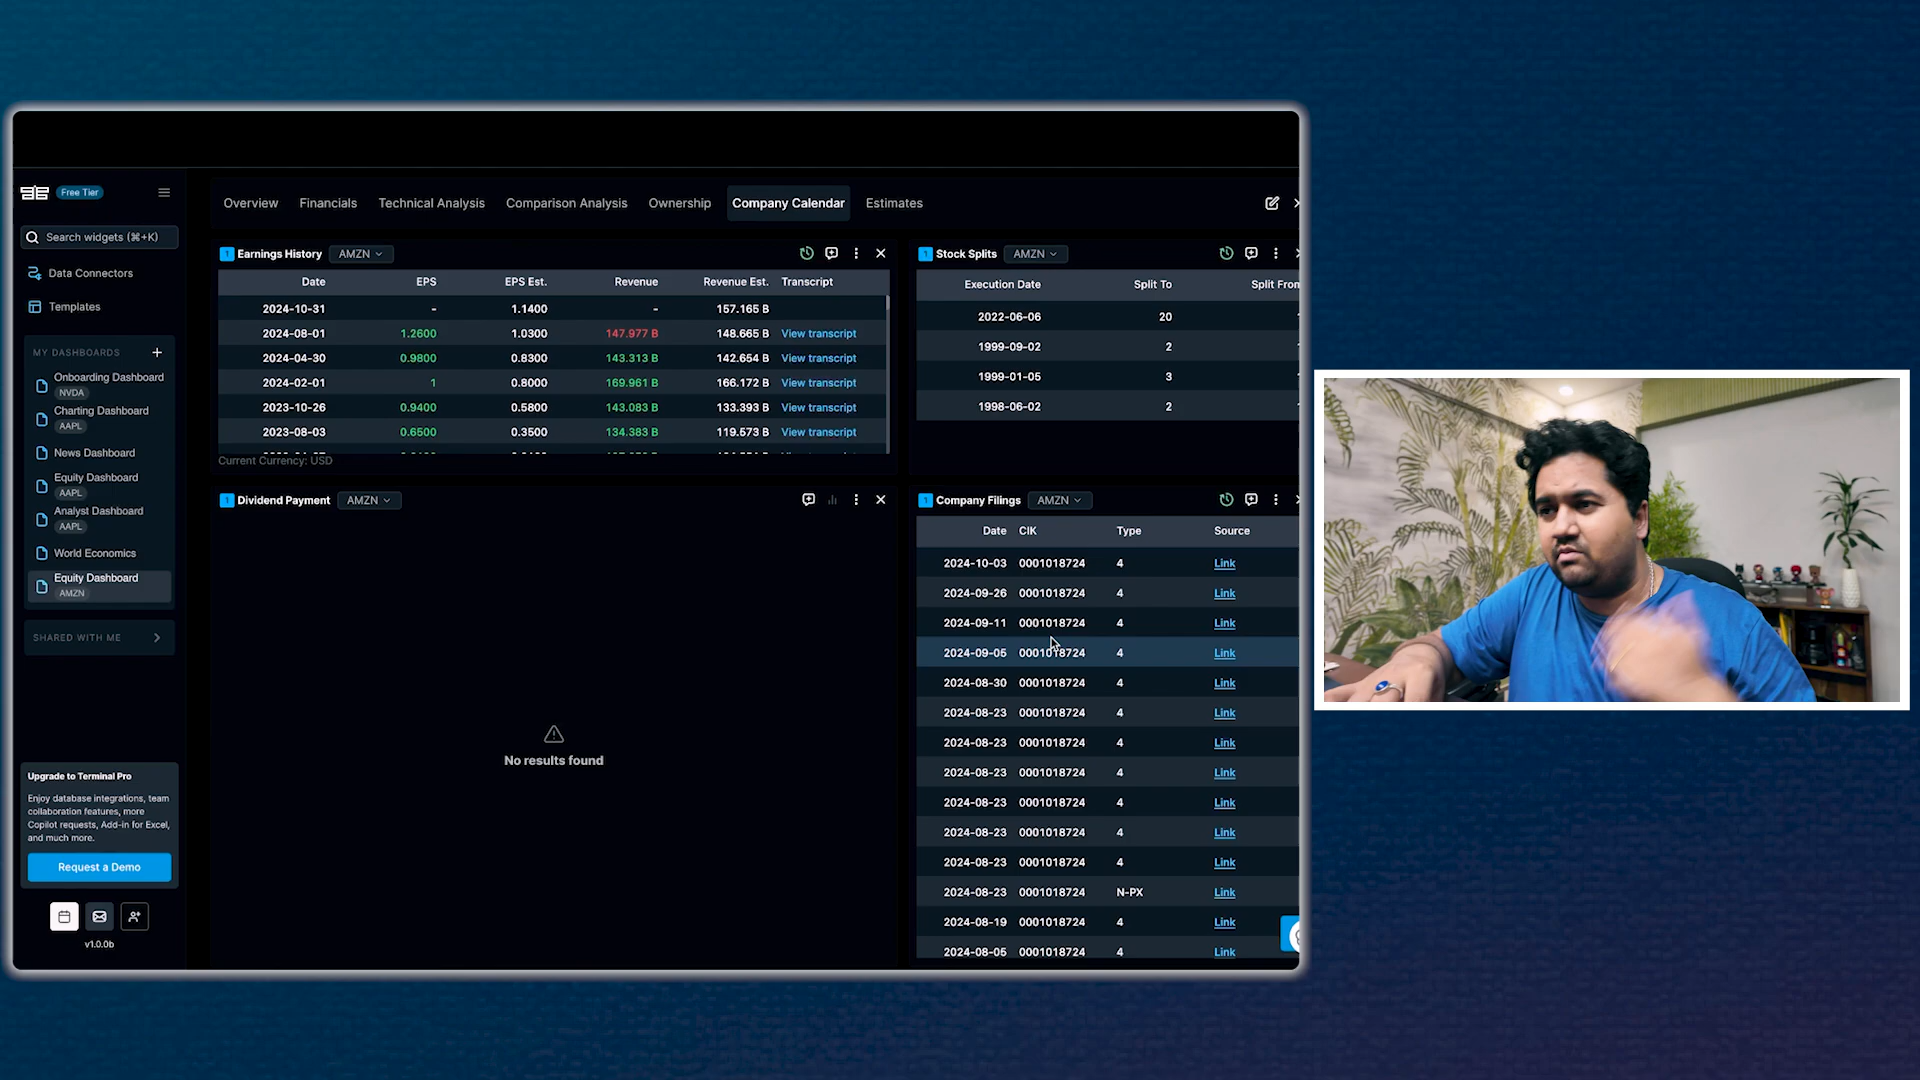 Free Tier
Search widgets (⌘+K)
Data Connectors
Templates
MY DASHBOARDS
Onboarding Dashboard
NVDA
Charting Dashboard
AAPL
News Dashboard
Equity Dashboard
AAPL
Analyst Dashboard
AAPL
World Economics
Equity Dashboard
AMZN
SHARED WITH ME
Upgrade to Terminal Pro
Enjoy database integrations, team
collaboration features, more
Copilot requests, Add-in for Excel,
and much more.
Request a Demo
v1.0.0b
Overview Financials Technical Analysis Comparison Analysis Ownership Company Calendar Estimates
1 Earnings History AMZN
Date EPS EPS Est. Revenue Revenue Est. Transcript
2024-10-31 - 1.1400 - 157.165 B
2024-08-01 1.2600 1.0300 147.977 B 148.665 B View transcript
2024-04-30 0.9800 0.8300 143.313 B 142.654 B View transcript
2024-02-01 1 0.8000 169.961 B 166.172 B View transcript
2023-10-26 0.9400 0.5800 143.083 B 133.393 B View transcript
2023-08-03 0.6500 0.3500 134.383 B 119.573 B View transcript
Current Currency: USD
1 Stock Splits AMZN
Execution Date Split To Split From
2022-06-06 20
1999-09-02 2
1999-01-05 3
1998-06-02 2
1 Dividend Payment AMZN
No results found
1 Company Filings AMZN
Date CIK Type Source
2024-10-03 0001018724 4 Link
2024-09-26 0001018724 4 Link
2024-09-11 0001018724 4 Link
2024-09-05 0001018724 4 Link
2024-08-30 0001018724 4 Link
2024-08-23 0001018724 4 Link
2024-08-23 0001018724 4 Link
2024-08-23 0001018724 4 Link
2024-08-23 0001018724 4 Link
2024-08-23 0001018724 4 Link
2024-08-23 0001018724 4 Link
2024-08-23 0001018724 N-PX Link
2024-08-19 0001018724 4 Link
2024-08-05 0001018724 4 Link